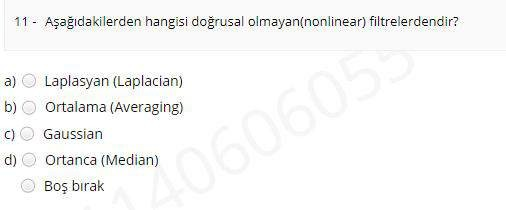 11 - Aşağıdakilerden hangisi doğrusal olmayan(nonlinear) filtrelerdendir?
a) Laplasyan (Laplacian)
b) Ortalama (Averaging)
c) Gaussian
d) Ortanca (Median)
Boş bırak